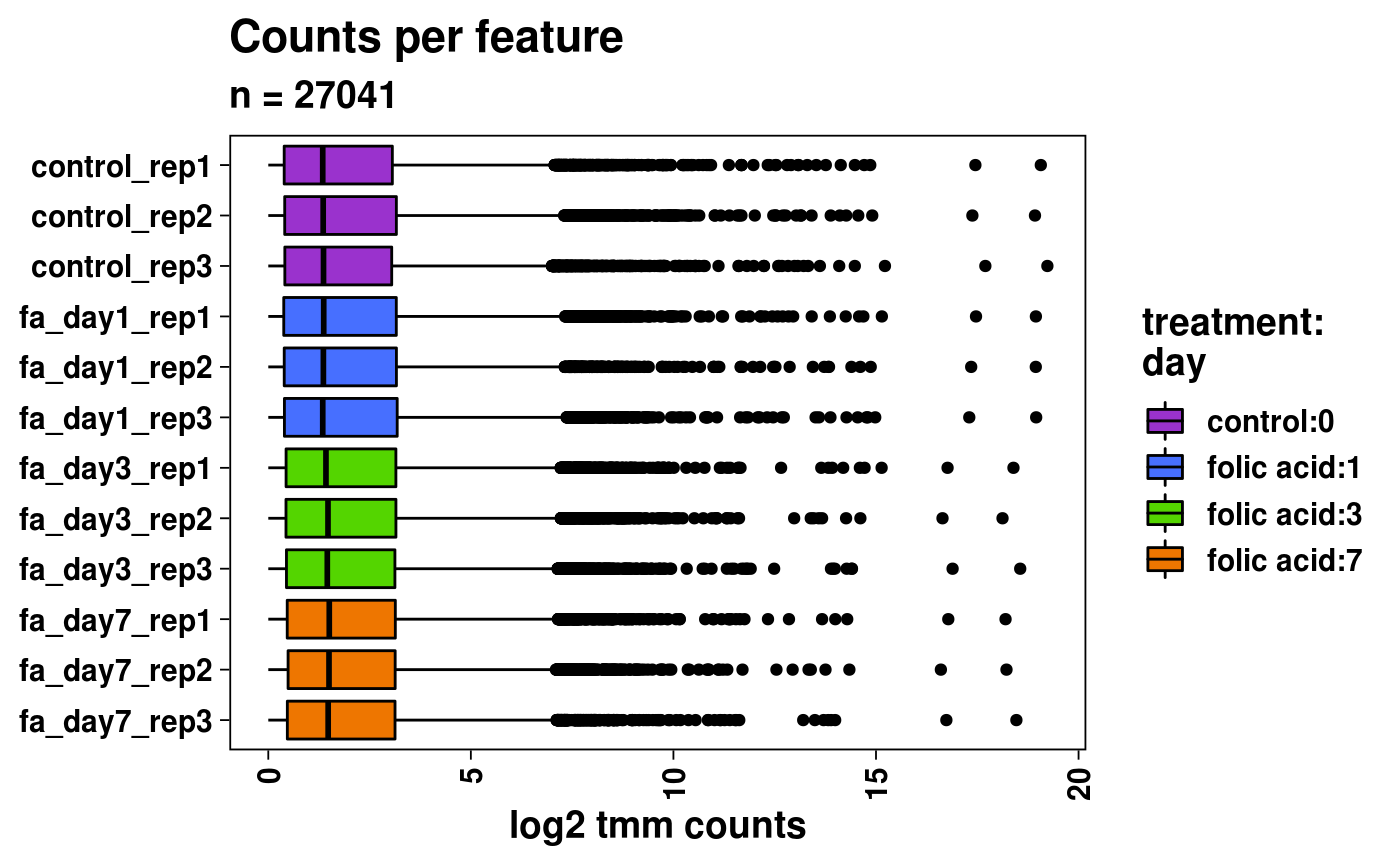 Counts per feature
n = 27041
control_rep1
control_rep2
control_rep3
fa_day1_rep1
fa_day1_rep2
fa_day1_rep3
fa_day3_rep1
fa_day3_rep2
fa_day3_rep3
fa_day7_rep1
fa_day7_rep2
fa_day7_rep3
0 5 10 15 20
log2 tmm counts
treatment:
day
control:0
folic acid:1
folic acid:3
folic acid:7